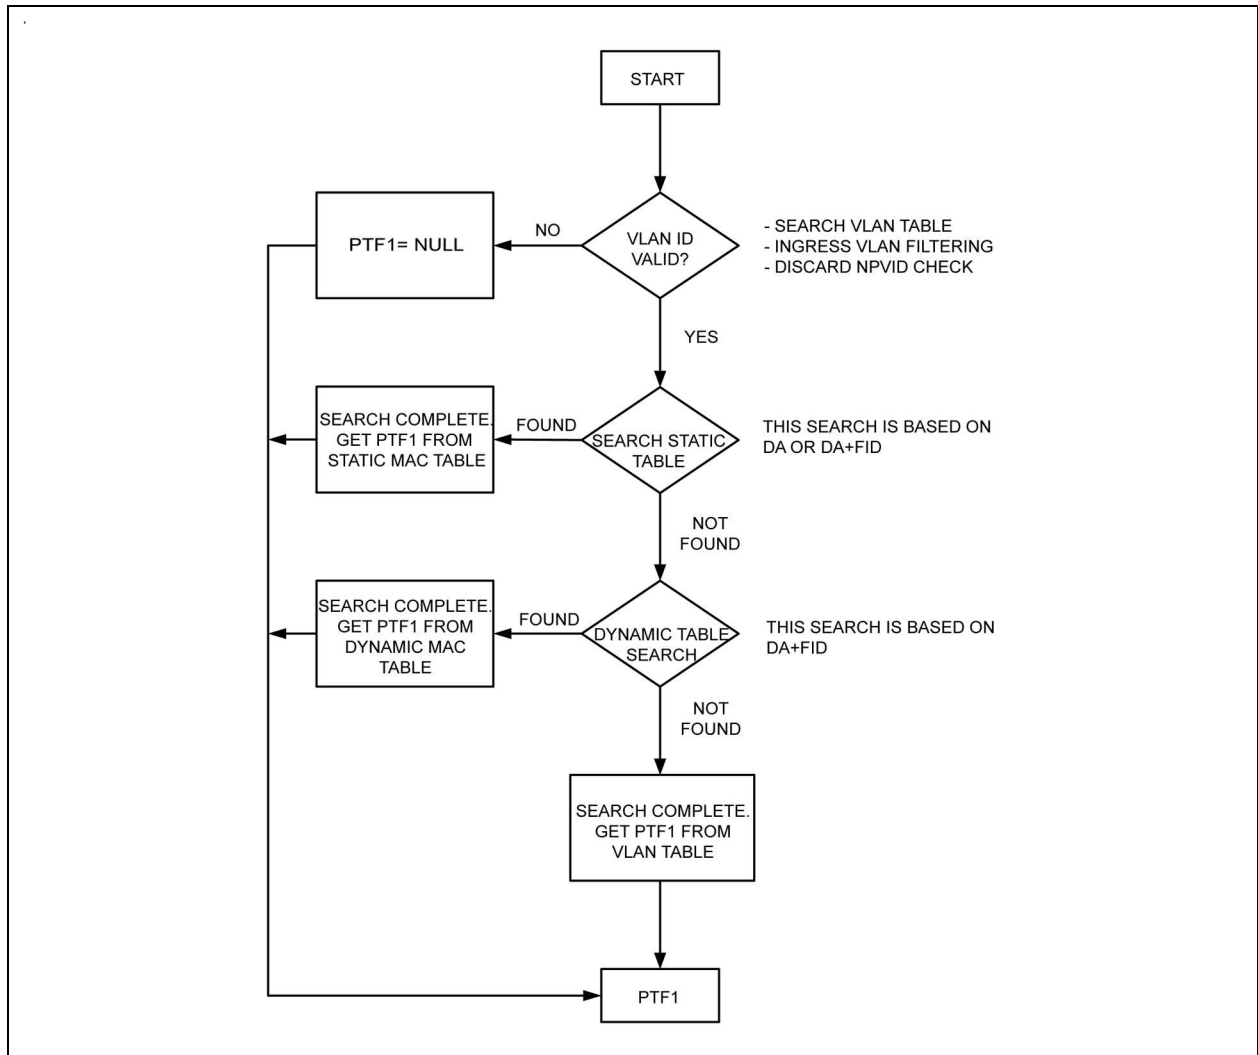 START
NO
PTF1= NULL
VLAN ID
VALID?
- SEARCH VLAN TABLE
- INGRESS VLAN FILTERING
- DISCARD NPVID CHECK
YES
SEARCH COMPLETE.
GET PTF1 FROM
STATIC MAC TABLE
FOUND
SEARCH STATIC
TABLE
THIS SEARCH IS BASED ON
DA OR DA+FID
NOT
FOUND
SEARCH COMPLETE.
GET PTF1 FROM
DYNAMIC MAC
TABLE
FOUND
DYNAMIC TABLE
SEARCH
THIS SEARCH IS BASED ON
DA+FID
NOT
FOUND
SEARCH COMPLETE.
GET PTF1 FROM
VLAN TABLE
PTF1